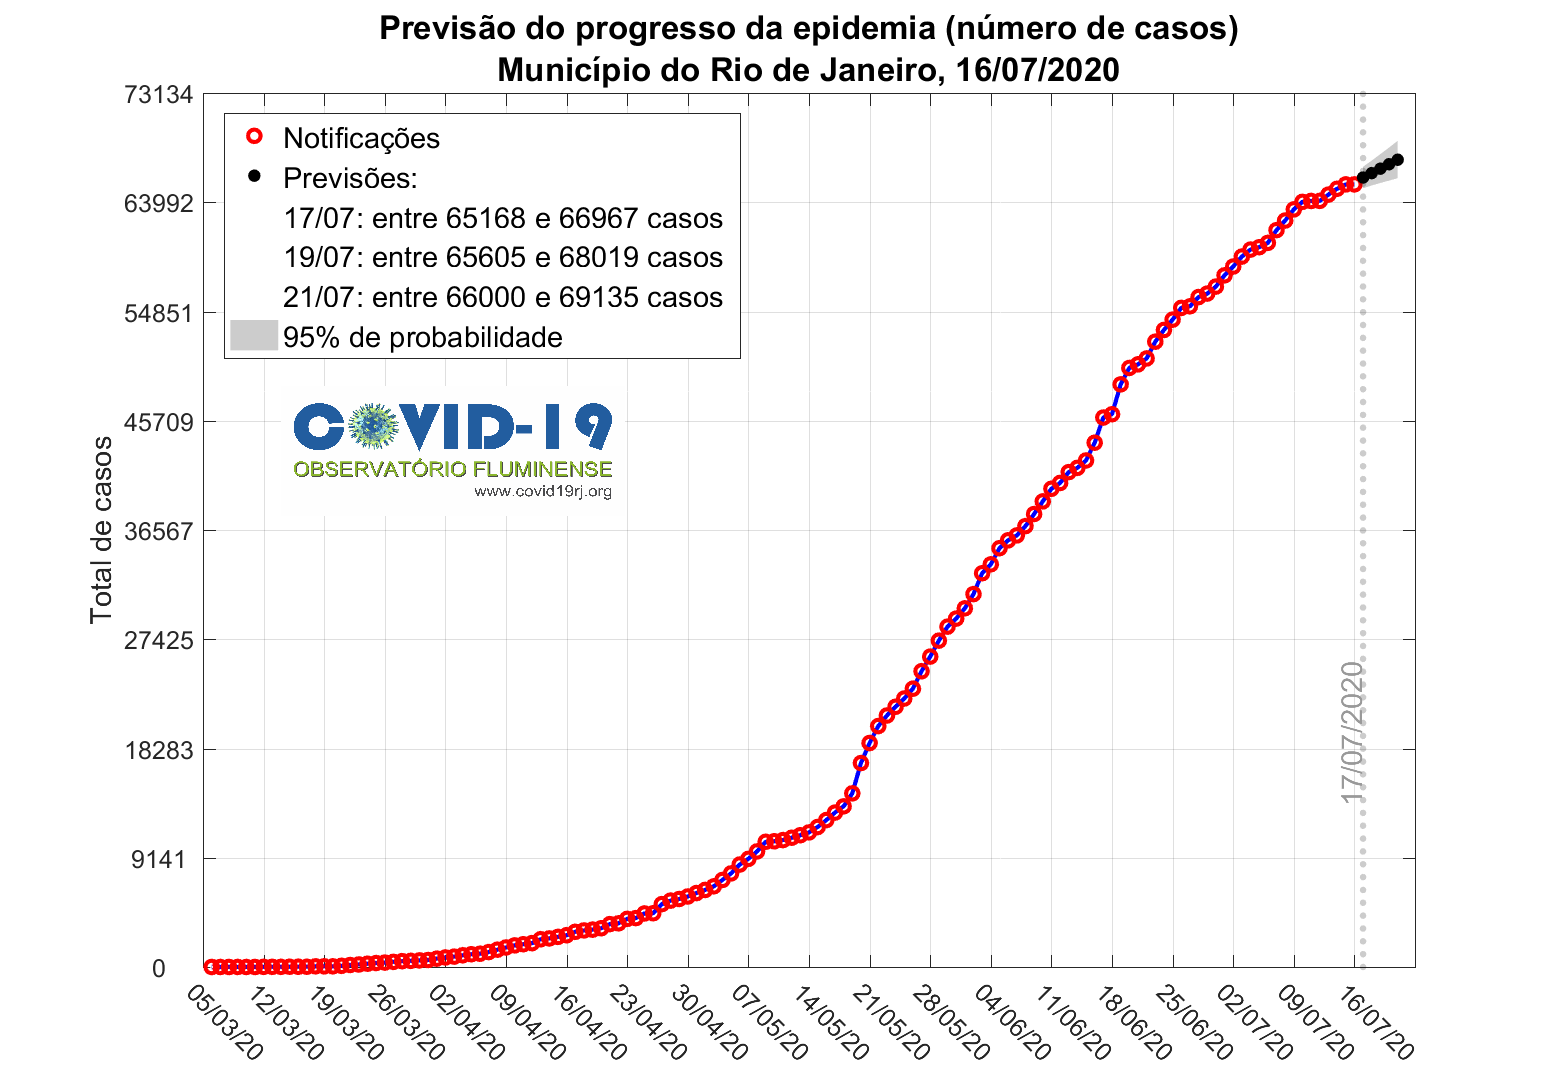 Previsão do progresso da epidemia (número de casos)
Município do Rio de Janeiro, 16/07/2020
73134
63992
54851
45709
36567
27425
18283
9141
0
Total de casos
Notificações
Previsões:
17/07: entre 65168 e 66967 casos
19/07: entre 65605 e 68019 casos
21/07: entre 66000 e 69135 casos
95% de probabilidade
COVID-19
OBSERVATÓRIO FLUMINENSE
www.covid19rj.org
17/07/2020
05/03/20
12/03/20
19/03/20
26/03/20
02/04/20
09/04/20
16/04/20
23/04/20
30/04/20
07/05/20
14/05/20
21/05/20
28/05/20
04/06/20
11/06/20
18/06/20
25/06/20
02/07/20
09/07/20
16/07/20